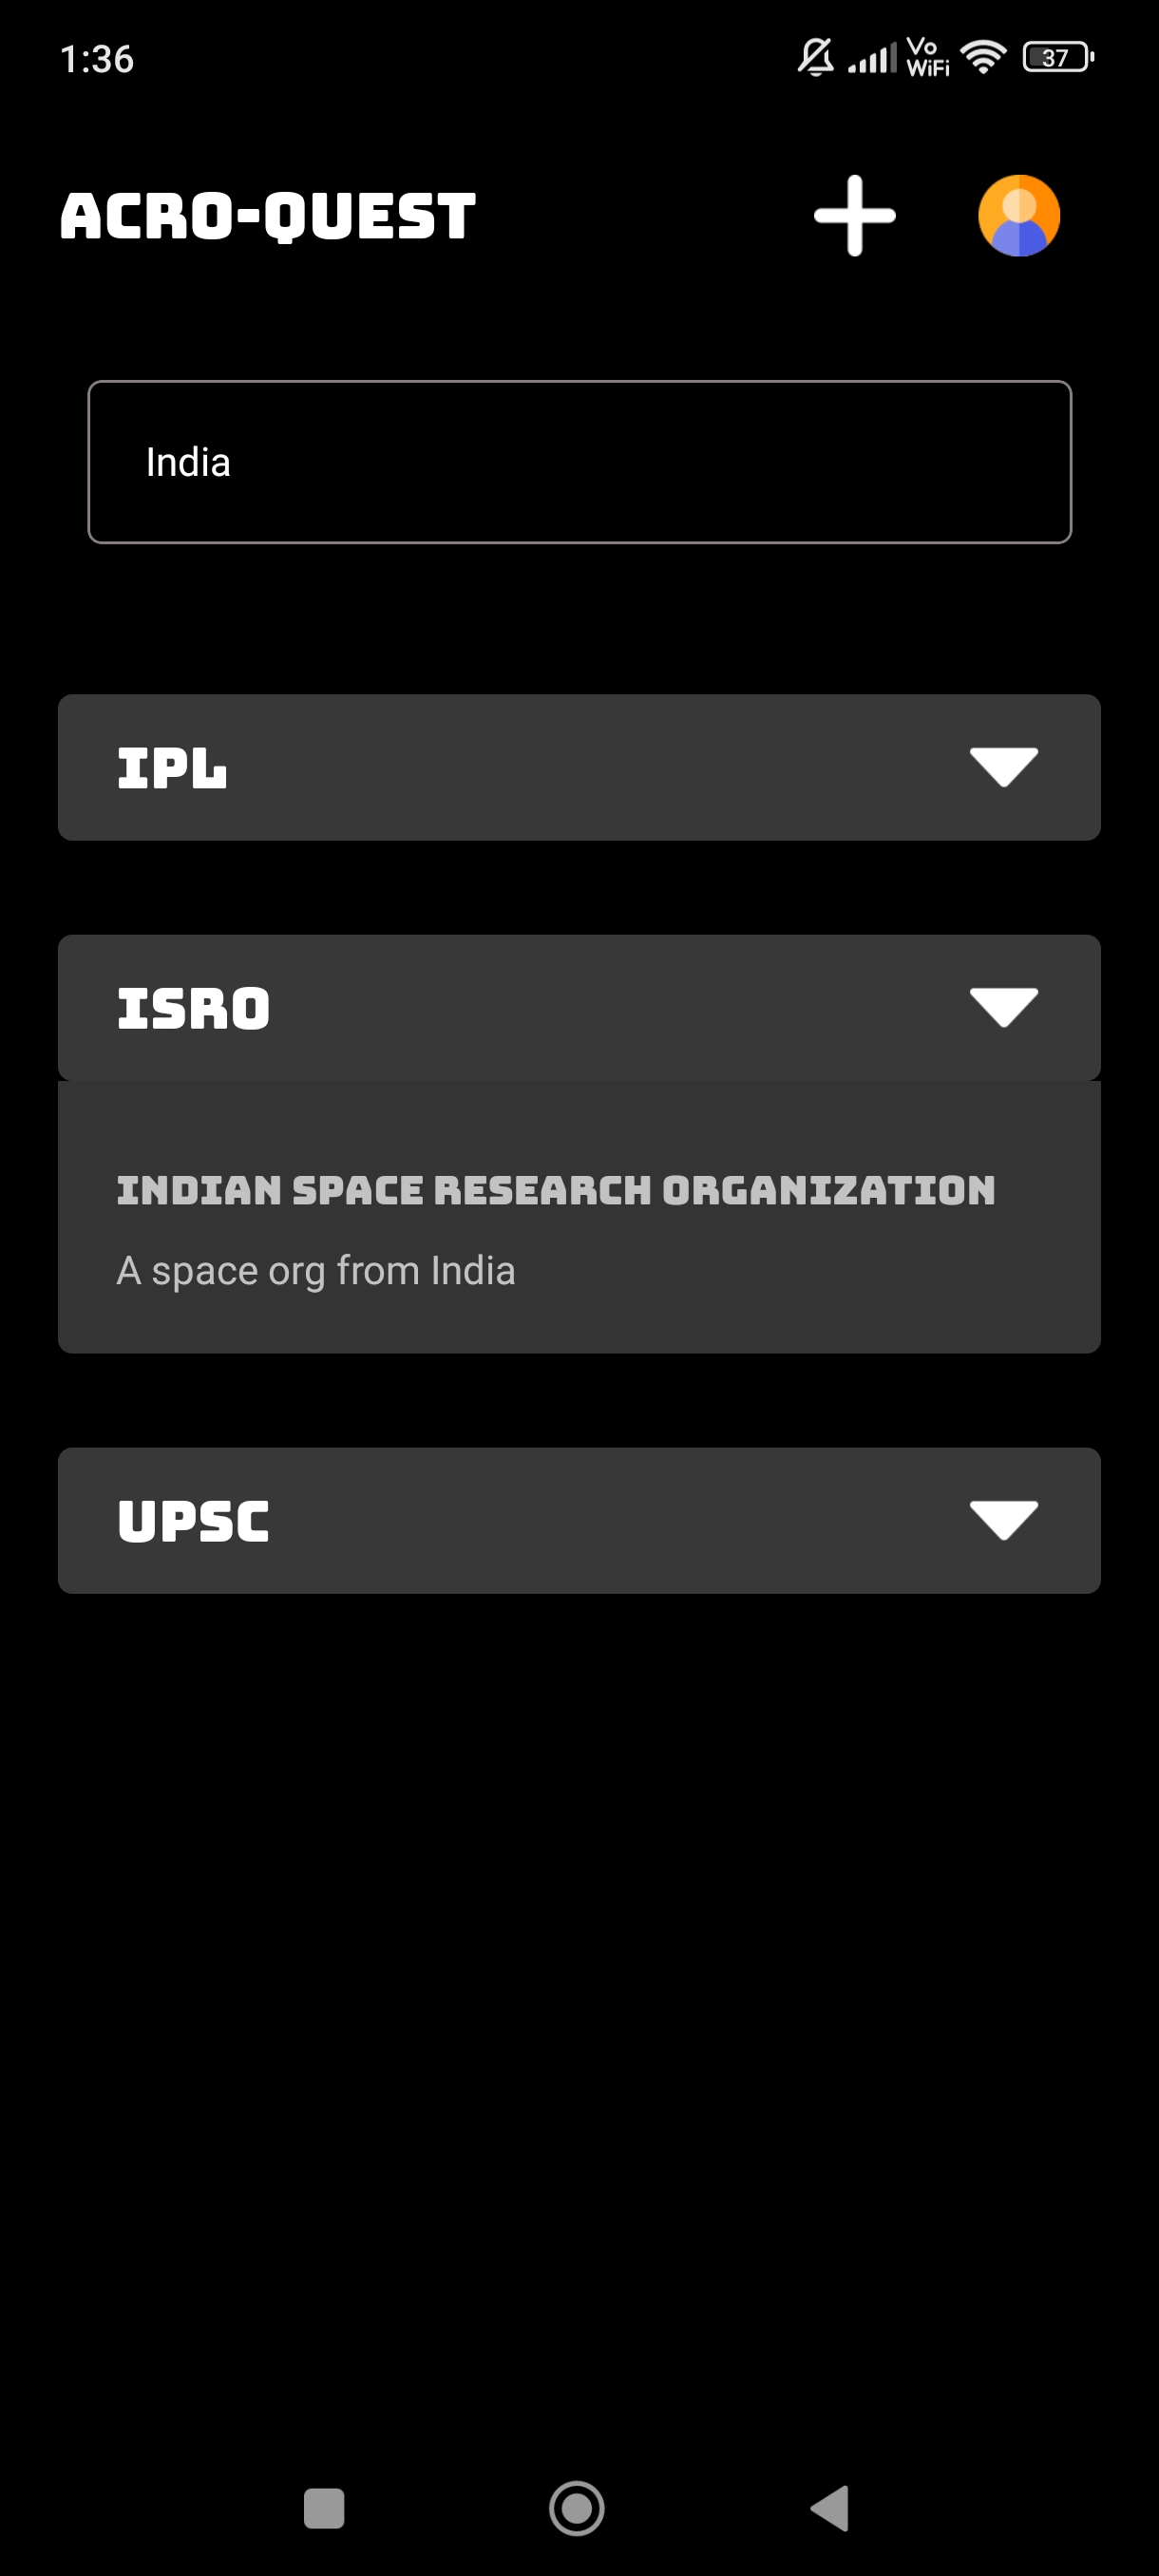 1:36
Vo
WiFi
37
ACRO-QUEST
India
IPL
ISRO
INDIAN SPACE RESEARCH ORGANIZATION
A space org from India
UPSC